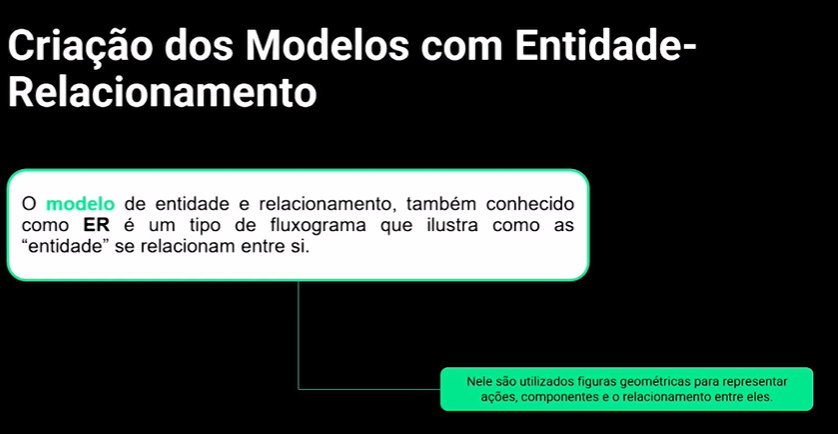 Criação dos Modelos com Entidade-
Relacionamento
O modelo de entidade e relacionamento, também conhecido
como ER é um tipo de fluxograma que ilustra como as
“entidade” se relacionam entre si.
Nele são utilizados figuras geométricas para representar
ações, componentes e o relacionamento entre eles.